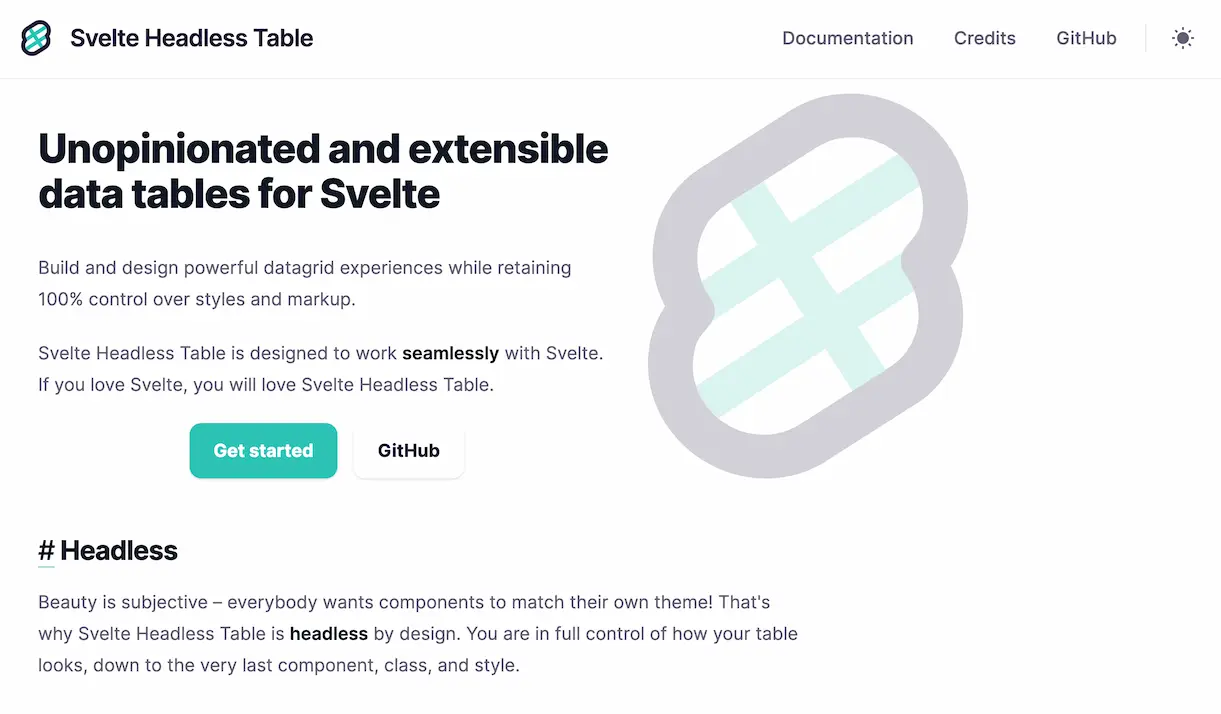 Svelte Headless Table
Documentation
Credits
GitHub
Unopinionated and extensible
data tables for Svelte
Build and design powerful datagrid experiences while retaining
100% control over styles and markup.
Svelte Headless Table is designed to work seamlessly with Svelte.
If you love Svelte, you will love Svelte Headless Table.
Get started
GitHub
# Headless
Beauty is subjective – everybody wants components to match their own theme! That's
why Svelte Headless Table is headless by design. You are in full control of how your table
looks, down to the very last component, class, and style.